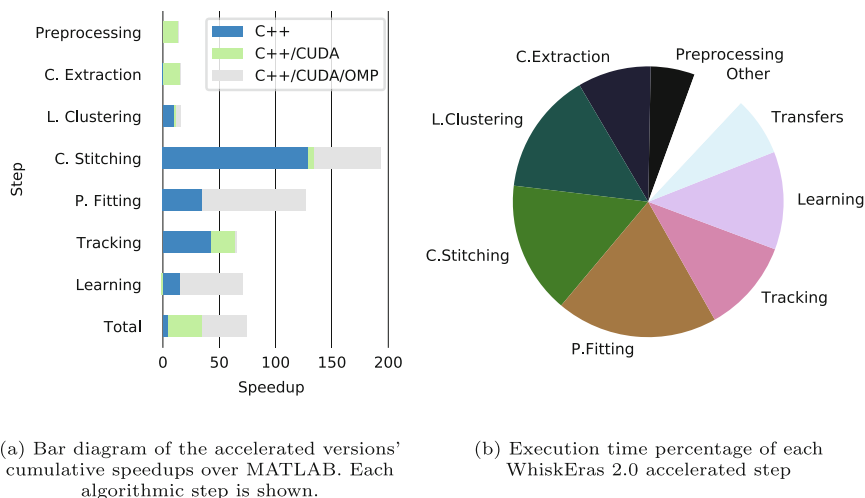 Preprocessing
C. Extraction
L. Clustering
C. Stitching
P. Fitting
Tracking
Learning
Total
Step
C++
C++/CUDA
C++/CUDA/OMP
0
50
100
150
200
Speedup
C.Extraction
Preprocessing
Other
Transfers
L.Clustering
Learning
C.Stitching
Tracking
P.Fitting
(a) Bar diagram of the accelerated versions'
cumulative speedups over MATLAB. Each
algorithmic step is shown.
(b) Execution time percentage of each
WhiskEras 2.0 accelerated step